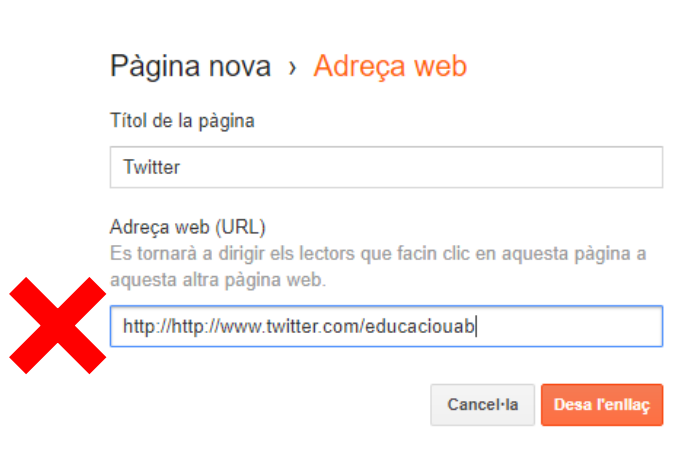 Pàgina nova › Adreça web
Títol de la pàgina
Twitter
Adreça web (URL)
Es tornarà a dirigir els lectors que facin clic en aquesta pàgina a
aquesta altra pàgina web.
http://http://www.twitter.com/educaciouab
Cancel·la Desa l'enllaç